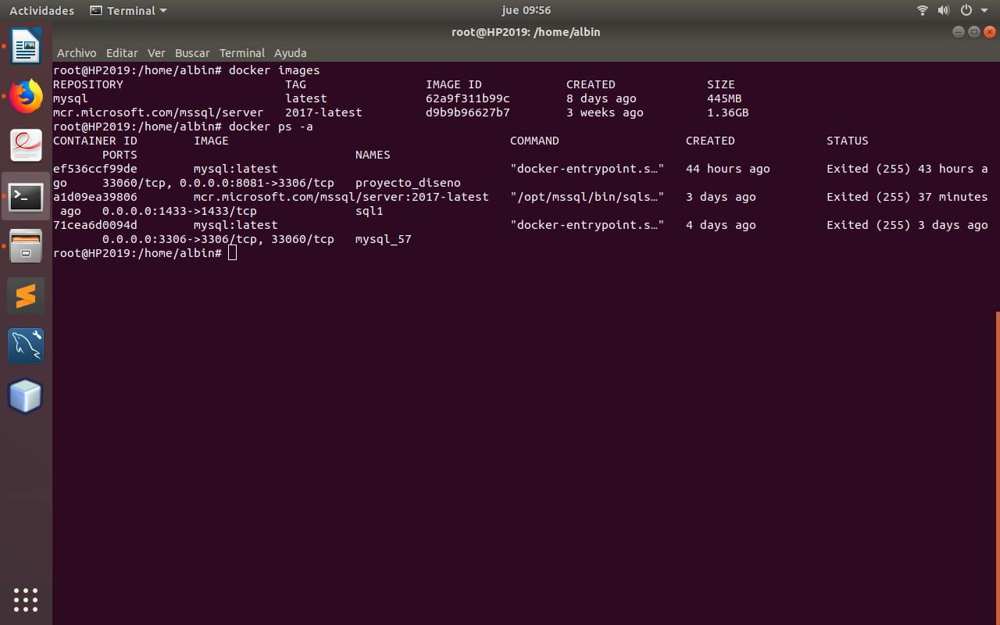 Actividades Terminal jue 09:56
root@HP2019: /home/albin
Archivo Editar Ver Buscar Terminal Ayuda
root@HP2019:/home/albin# docker images
REPOSITORY TAG IMAGE ID CREATED SIZE
mysql latest 62a9f311b99c 8 days ago 445MB
mcr.microsoft.com/mssql/server 2017-latest d9b9b96627b7 3 weeks ago 1.36GB
root@HP2019:/home/albin# docker ps -a
CONTAINER ID IMAGE COMMAND CREATED STATUS
PORTS NAMES
ef536ccf99de mysql:latest "docker-entrypoint.s…" 44 hours ago Exited (255) 43 hours a
go 33060/tcp, 0.0.0.0:8081->3306/tcp proyecto_diseno
a1d09ea39806 mcr.microsoft.com/mssql/server:2017-latest "/opt/mssql/bin/sqls…" 3 days ago Exited (255) 37 minutes
ago 0.0.0.0:1433->1433/tcp sql1
71cea6d0094d mysql:latest "docker-entrypoint.s…" 4 days ago Exited (255) 3 days ago
0.0.0.0:3306->3306/tcp, 33060/tcp mysql_57
root@HP2019:/home/albin#